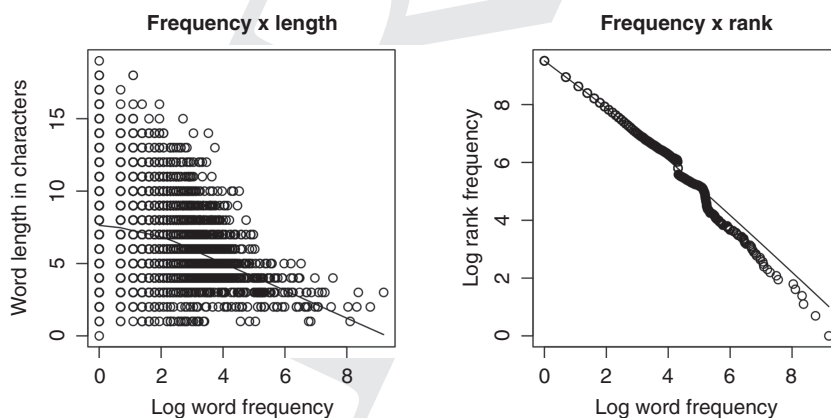 Frequency x length
Word length in characters
15
10
5
0
0 2 4 6 8
Log word frequency
Frequency x rank
Log rank frequency
8
6
4
2
0
0 2 4 6 8
Log word frequency